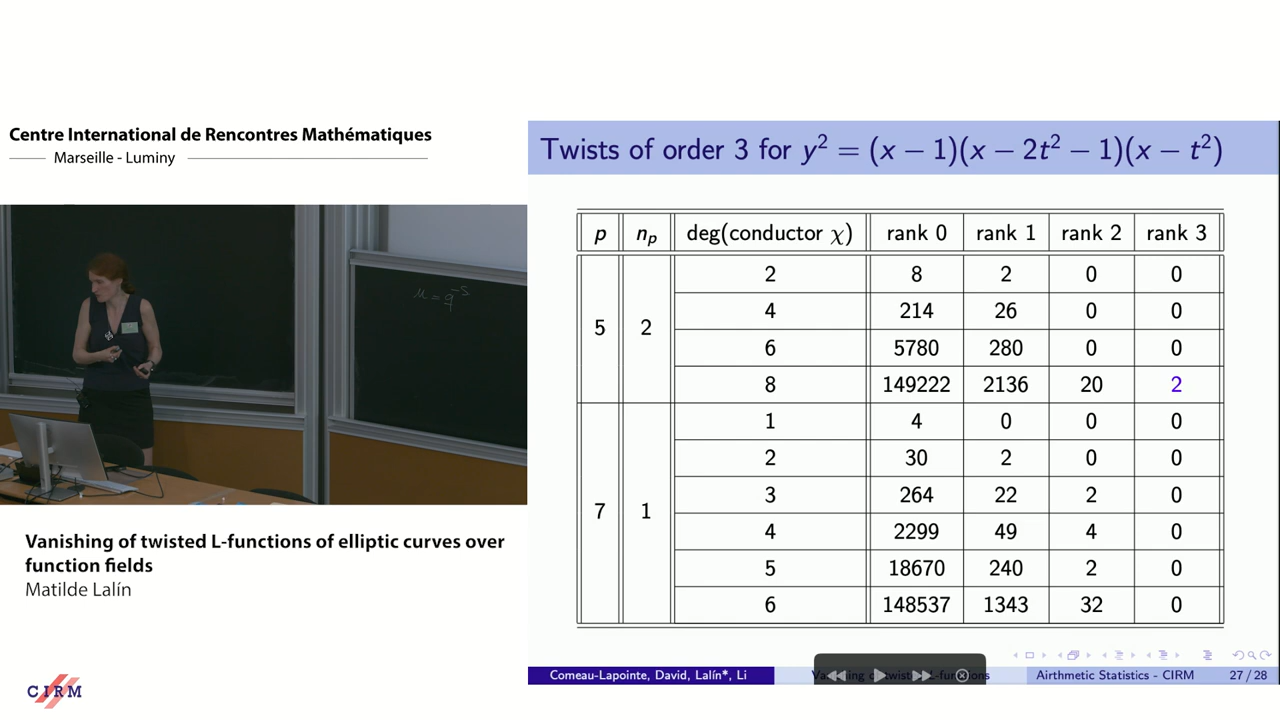 Centre International de Rencontres Mathématiques
Marseille - Luminy
u = q^{-s}
Vanishing of twisted L-functions of elliptic curves over
function fields
Matilde Lalín
CIRM
Twists of order 3 for y² = (x − 1)(x − 2t² − 1)(x − t²)
p n_p deg(conductor χ) rank 0 rank 1 rank 2 rank 3
5 2
2 8 2 0 0
4 214 26 0 0
6 5780 280 0 0
8 149222 2136 20 2
7 1
1 4 0 0 0
2 30 2 0 0
3 264 22 2 0
4 2299 49 4 0
5 18670 240 2 0
6 148537 1343 32 0
Comeau-Lapointe, David, Lalín*, Li Airthmetic Statistics - CIRM 27 / 28